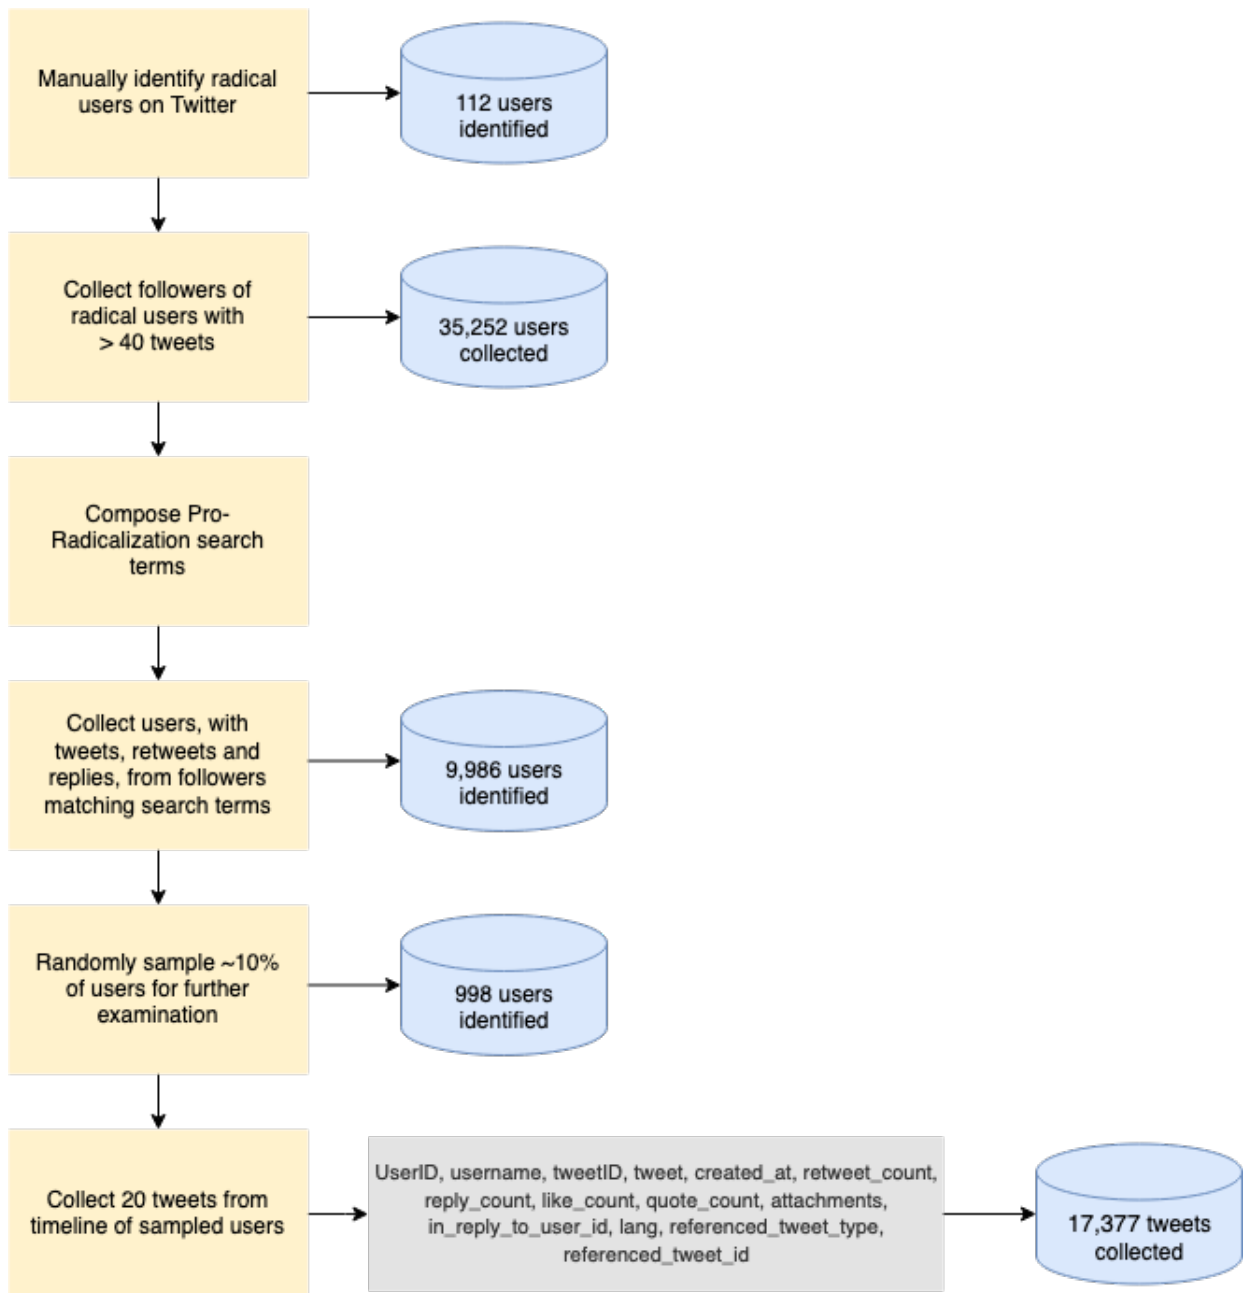 Manually identify radical
users on Twitter
112 users
identified
Collect followers of
radical users with
> 40 tweets
35,252 users
collected
Compose Pro-
Radicalization search
terms
Collect users, with
tweets, retweets and
replies, from followers
matching search terms
9,986 users
identified
Randomly sample ~10%
of users for further
examination
998 users
identified
Collect 20 tweets from
timeline of sampled users
UserID, username, tweetID, tweet, created_at, retweet_count,
reply_count, like_count, quote_count, attachments,
in_reply_to_user_id, lang, referenced_tweet_type,
referenced_tweet_id
17,377 tweets
collected